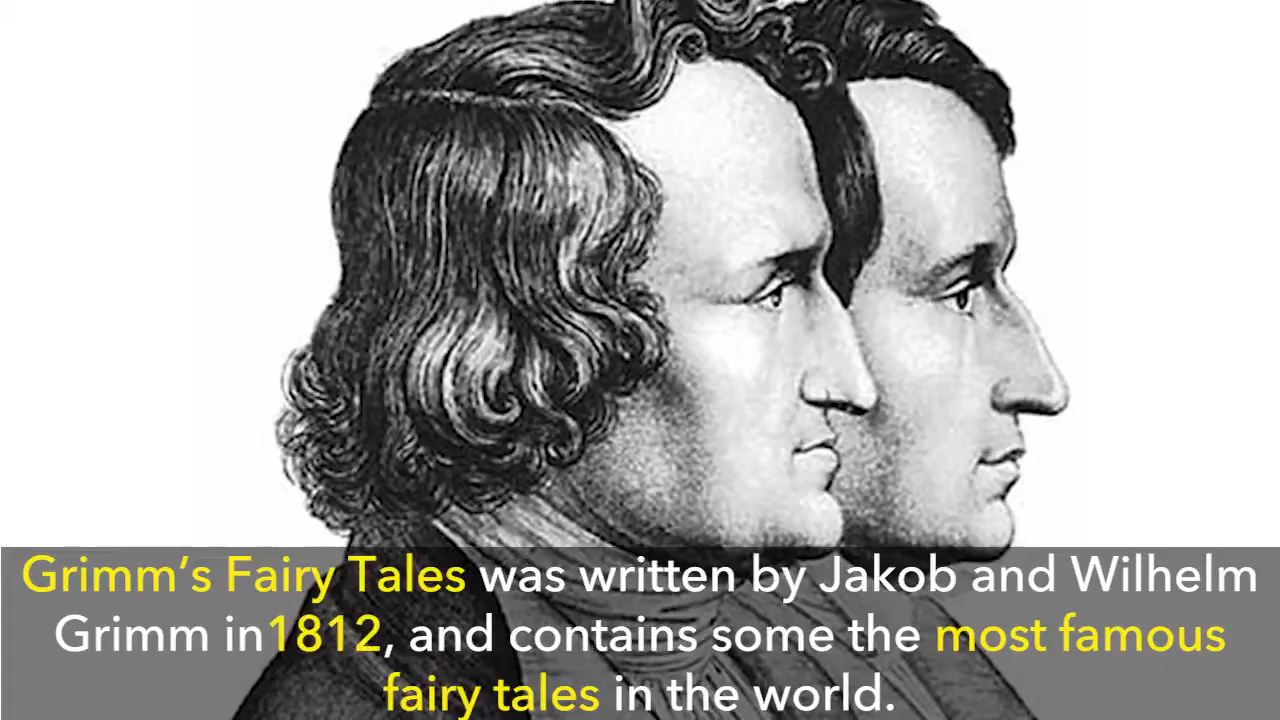 Grimm’s Fairy Tales was written by Jakob and Wilhelm
Grimm in1812, and contains some the most famous
fairy tales in the world.